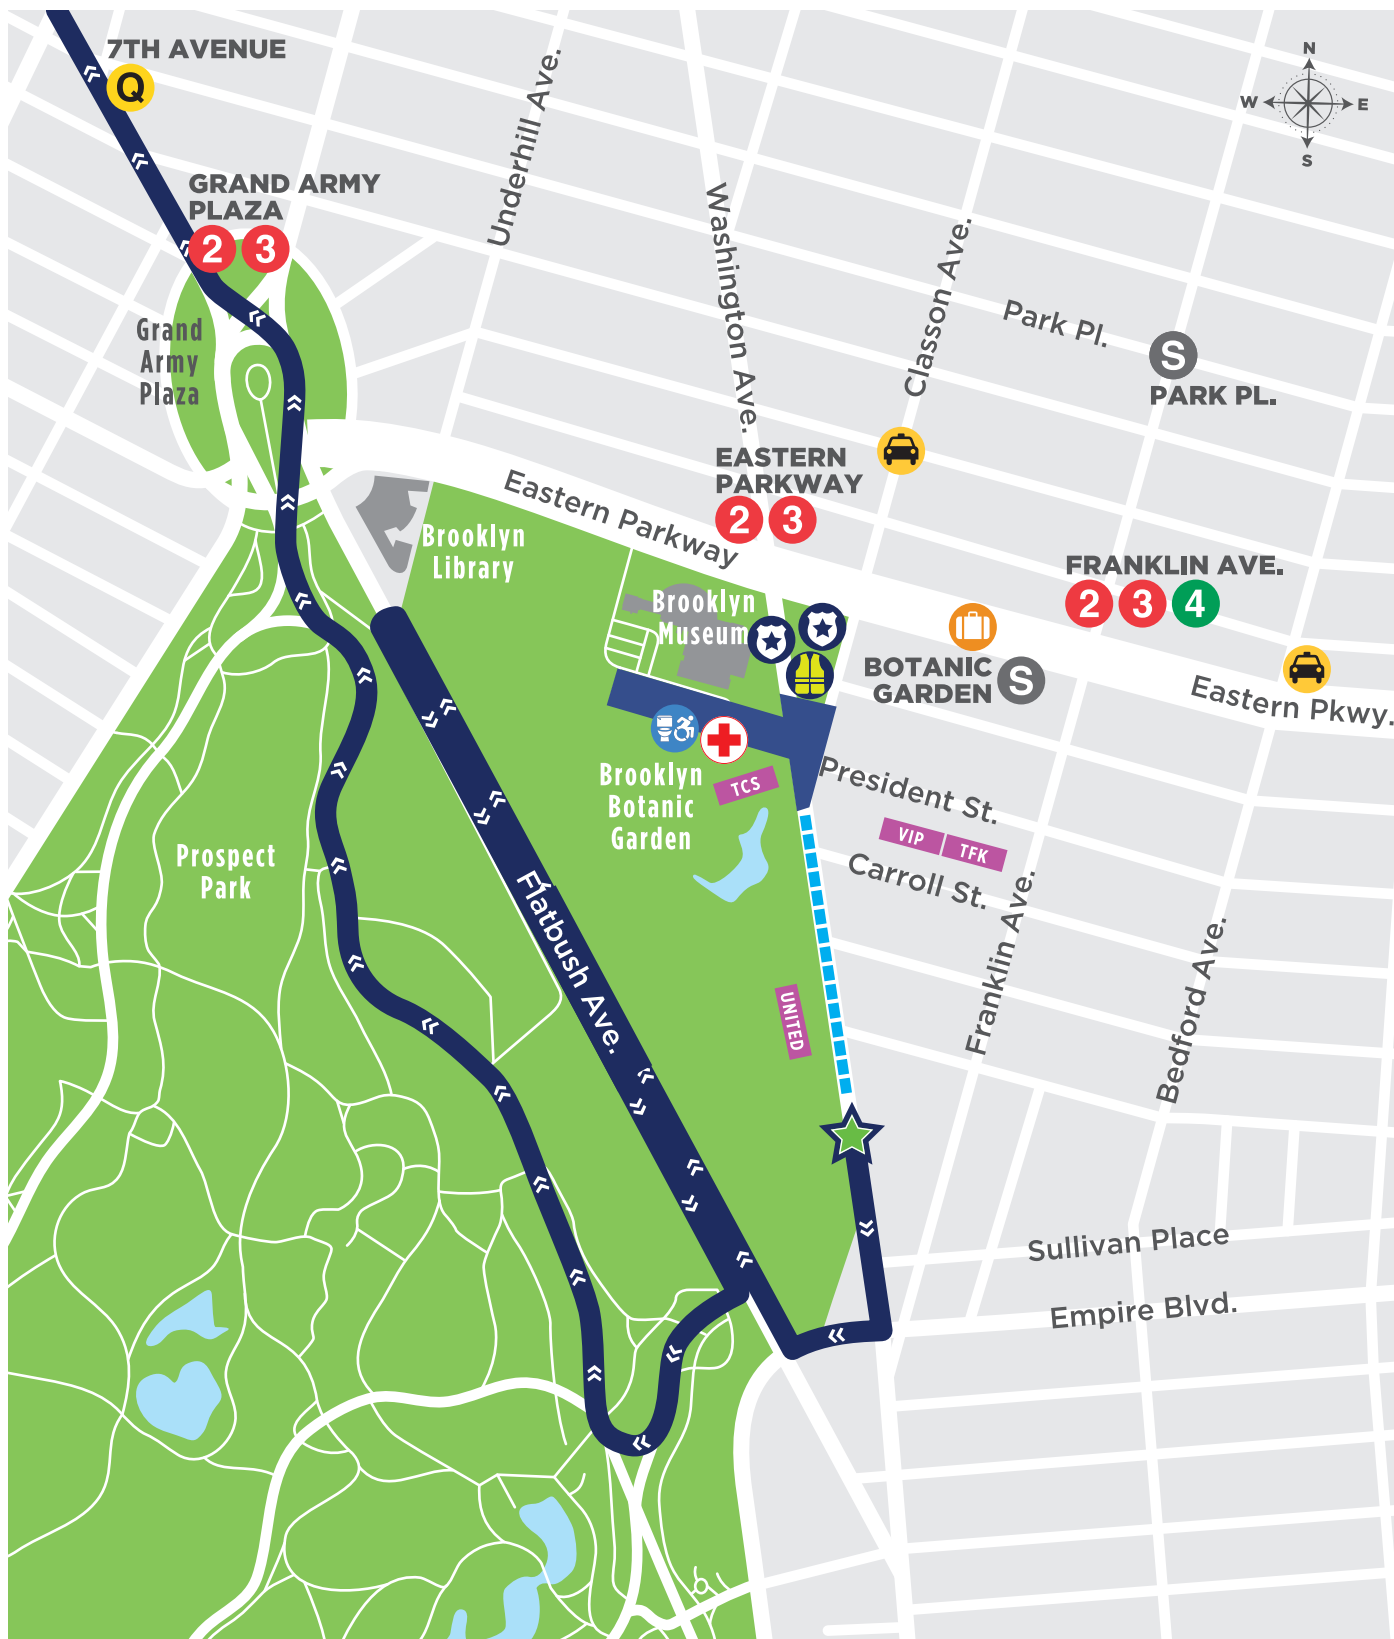 7TH AVENUE
Q
N
W
E
S
Underhill Ave.
GRAND ARMY
PLAZA
2 3
Washington Ave.
Classon Ave.
Grand
Army
Plaza
Park Pl.
S
PARK PL.
EASTERN
PARKWAY
2 3
Eastern Parkway
Brooklyn
Library
FRANKLIN AVE.
2 3 4
Brooklyn
Museum
BOTANIC
GARDEN
S
Eastern Pkwy.
Brooklyn
Botanic
Garden
TCS
President St.
VIP
TFK
Carroll St.
Prospect
Park
Flatbush Ave.
Franklin Ave.
Bedford Ave.
UNITED
Sullivan Place
Empire Blvd.